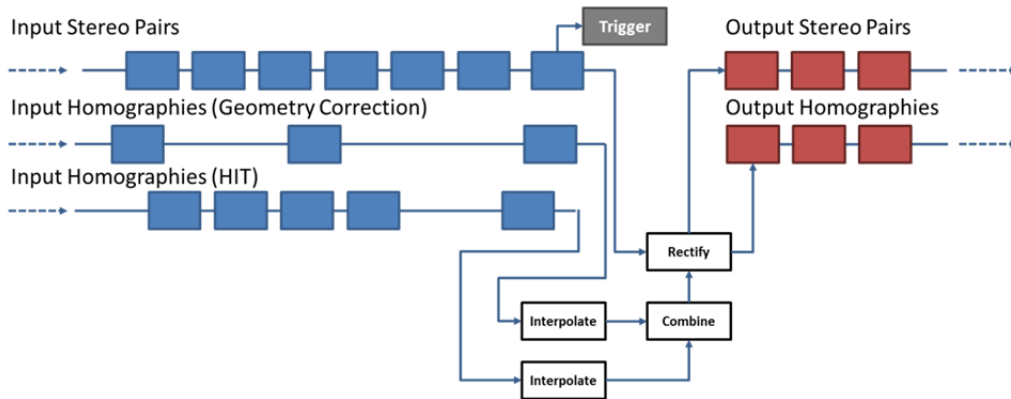 Input Stereo Pairs
Trigger
Output Stereo Pairs
Input Homographies (Geometry Correction)
Output Homographies
Input Homographies (HIT)
Rectify
Interpolate
Combine
Interpolate